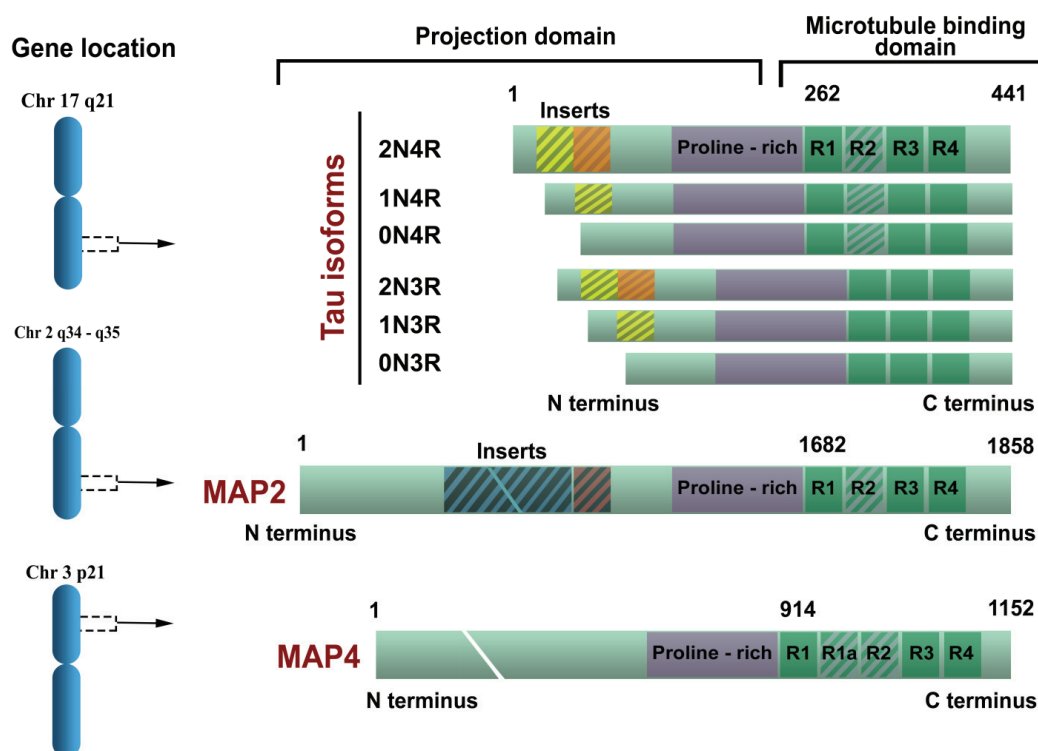 Gene location
Projection domain
Microtubule binding
domain
Chr 17 q21
1
262
441
Inserts
Tau isoforms
2N4R
Proline - rich
R1
R2
R3
R4
1N4R
0N4R
2N3R
1N3R
0N3R
N terminus
C terminus
Chr 2 q34 - q35
1
Inserts
1682
1858
MAP2
Proline - rich
R1
R2
R3
R4
N terminus
C terminus
Chr 3 p21
1
914
1152
MAP4
Proline - rich
R1
R1a
R2
R3
R4
N terminus
C terminus